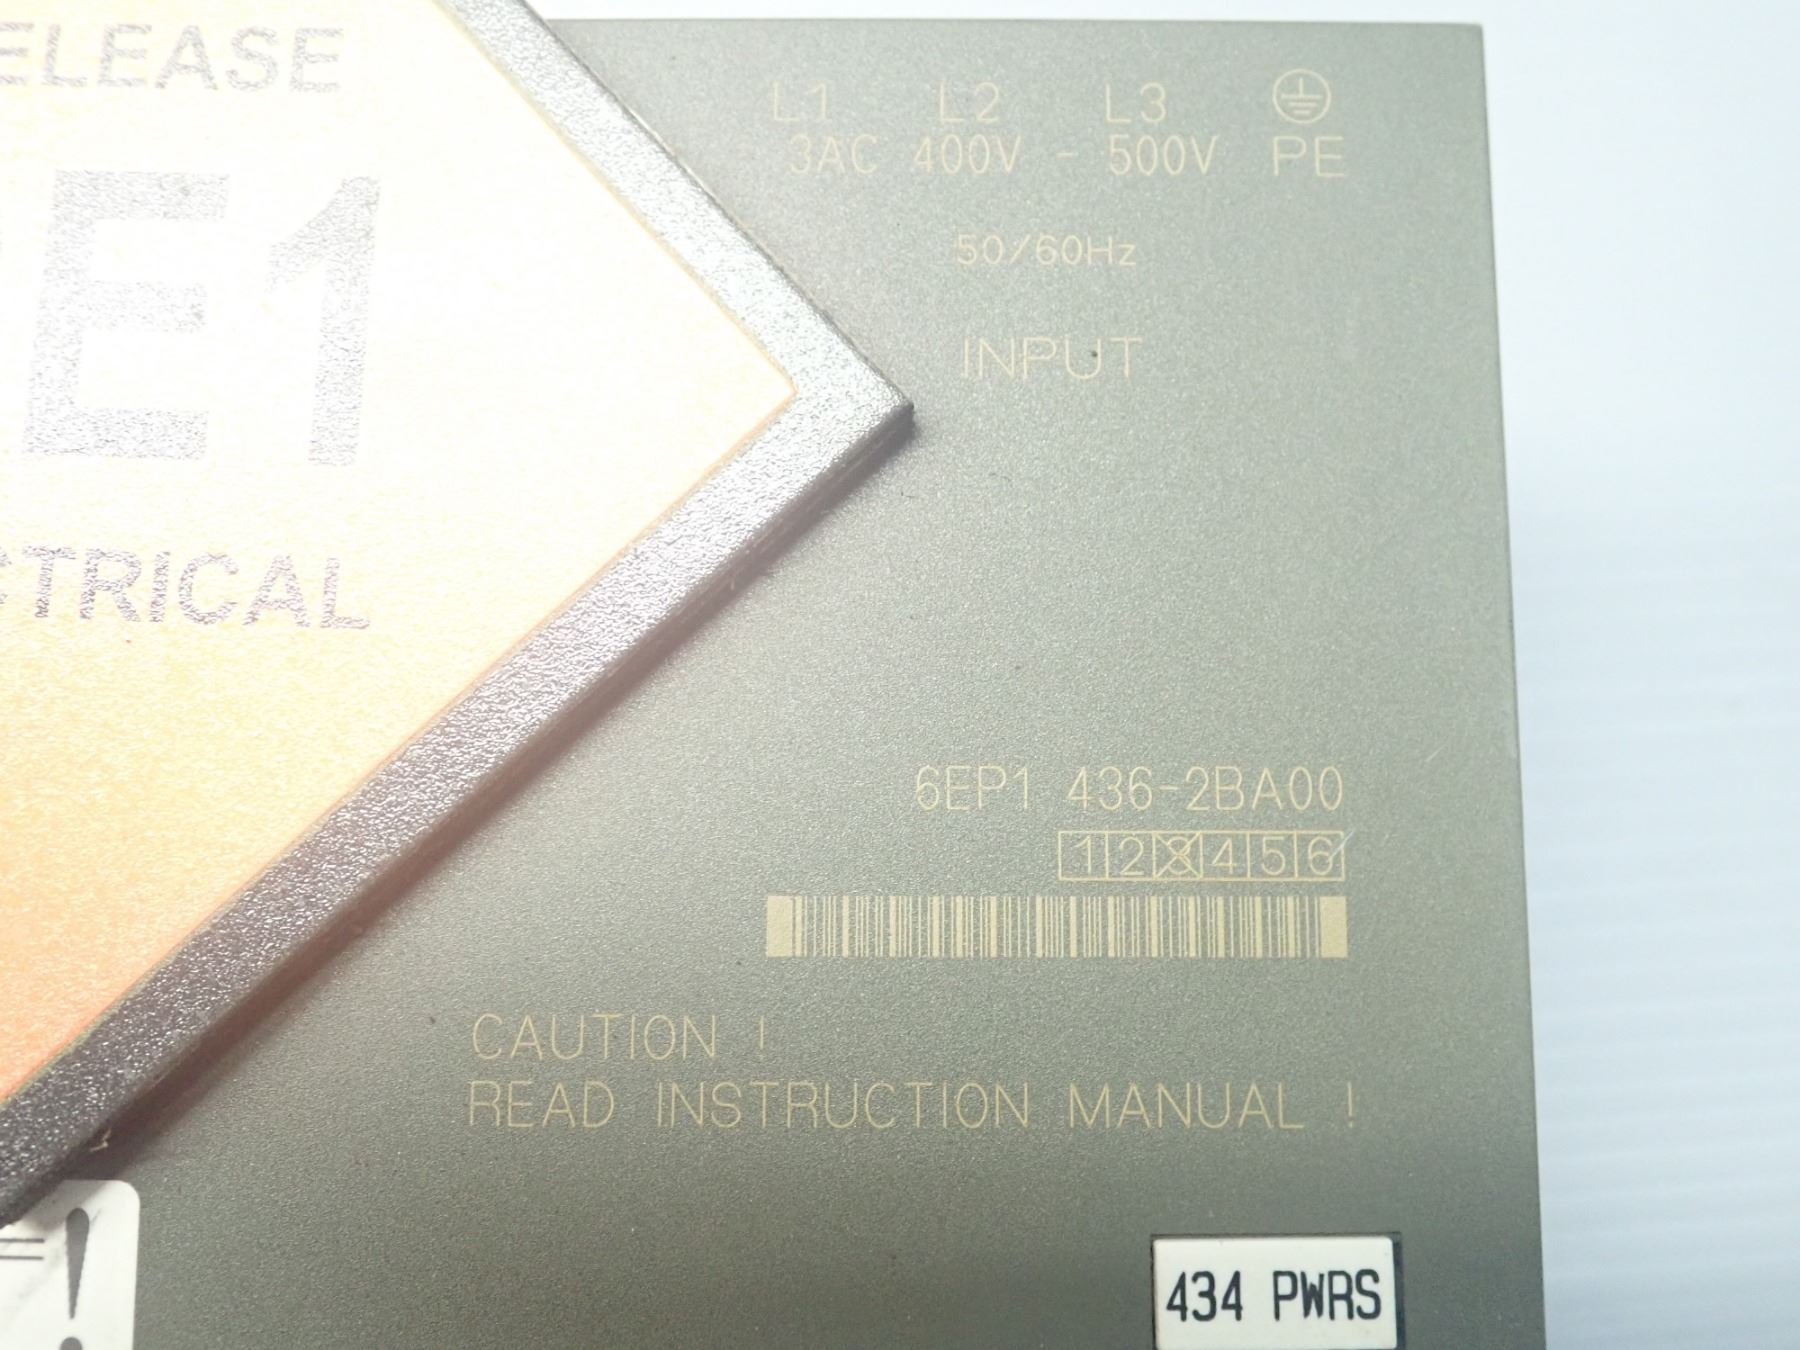 ELEASE
E1
CTRICAL
L1 L2 L3
3AC 400V - 500V PE
50/60Hz
INPUT
6EP1 436-2BA00
1 2 3 4 5 6
CAUTION !
READ INSTRUCTION MANUAL !
!
434 PWRS